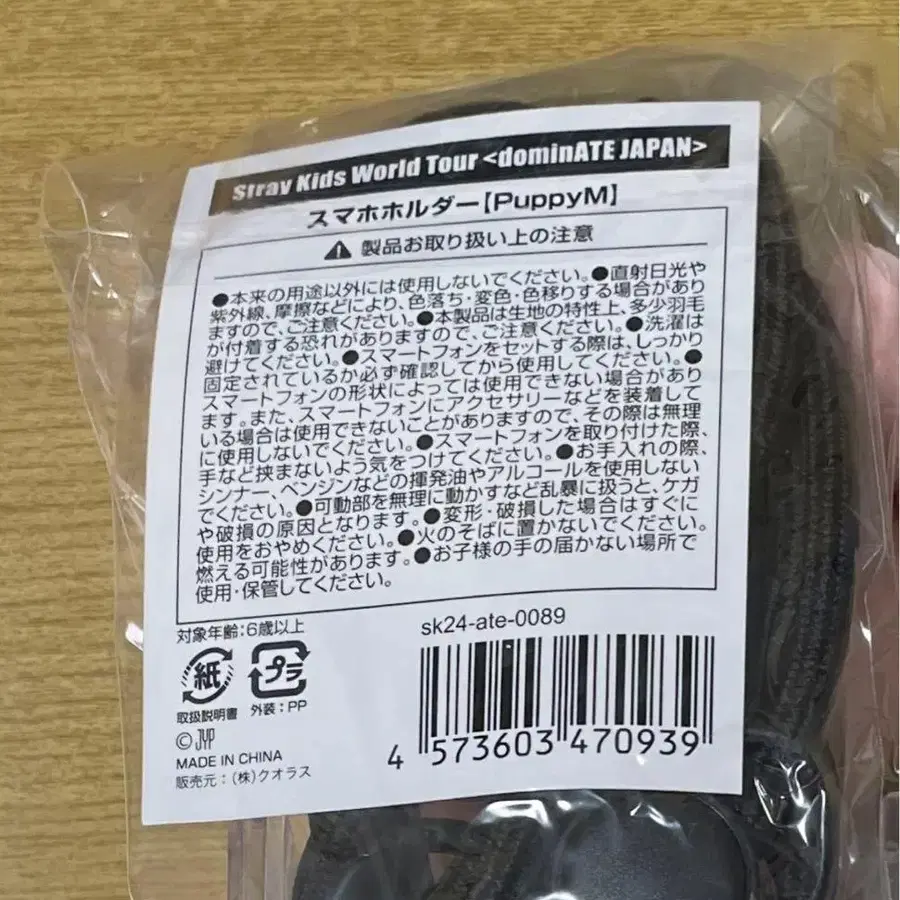 Stray Kids World Tour <dominATE JAPAN>
スマホホルダー【PuppyM】
⚠製品お取り扱い上の注意
●本来の用途以外には使用しないでください。●直射日光や
紫外線、摩擦などにより、色落ち・変色・色移りする場合があり
ますので、ご注意ください。●本製品は生地の特性上、多少羽毛
が付着する恐れがありますので、ご注意ください。●洗濯は
避けてください。●スマートフォンをセットする際は、しっかり
固定されているか必ず確認してから使用してください。●
スマートフォンの形状によっては使用できない場合があり
ます。また、スマートフォンにアクセサリーなどを装着して
いる場合は使用できないことがありますので、その際は無理
に使用しないでください。●スマートフォンを取り付けた際、
手など挟まないよう気をつけてください。●お手入れの際、
シンナー、ベンジンなどの揮発油やアルコールを使用しない
でください。●可動部を無理に動かすなど乱暴に扱うと、ケガ
や破損の原因となります。●変形・破損した場合はすぐに
使用をおやめください。●火のそばに置かないでください。
燃える可能性があります。●お子様の手の届かない場所で
使用・保管してください。
対象年齢:6歳以上
sk24-ate-0089
紙
プラ
取扱説明書
外装:PP
©JYP
MADE IN CHINA
販売元:(株)クオラス
4 573603 470939